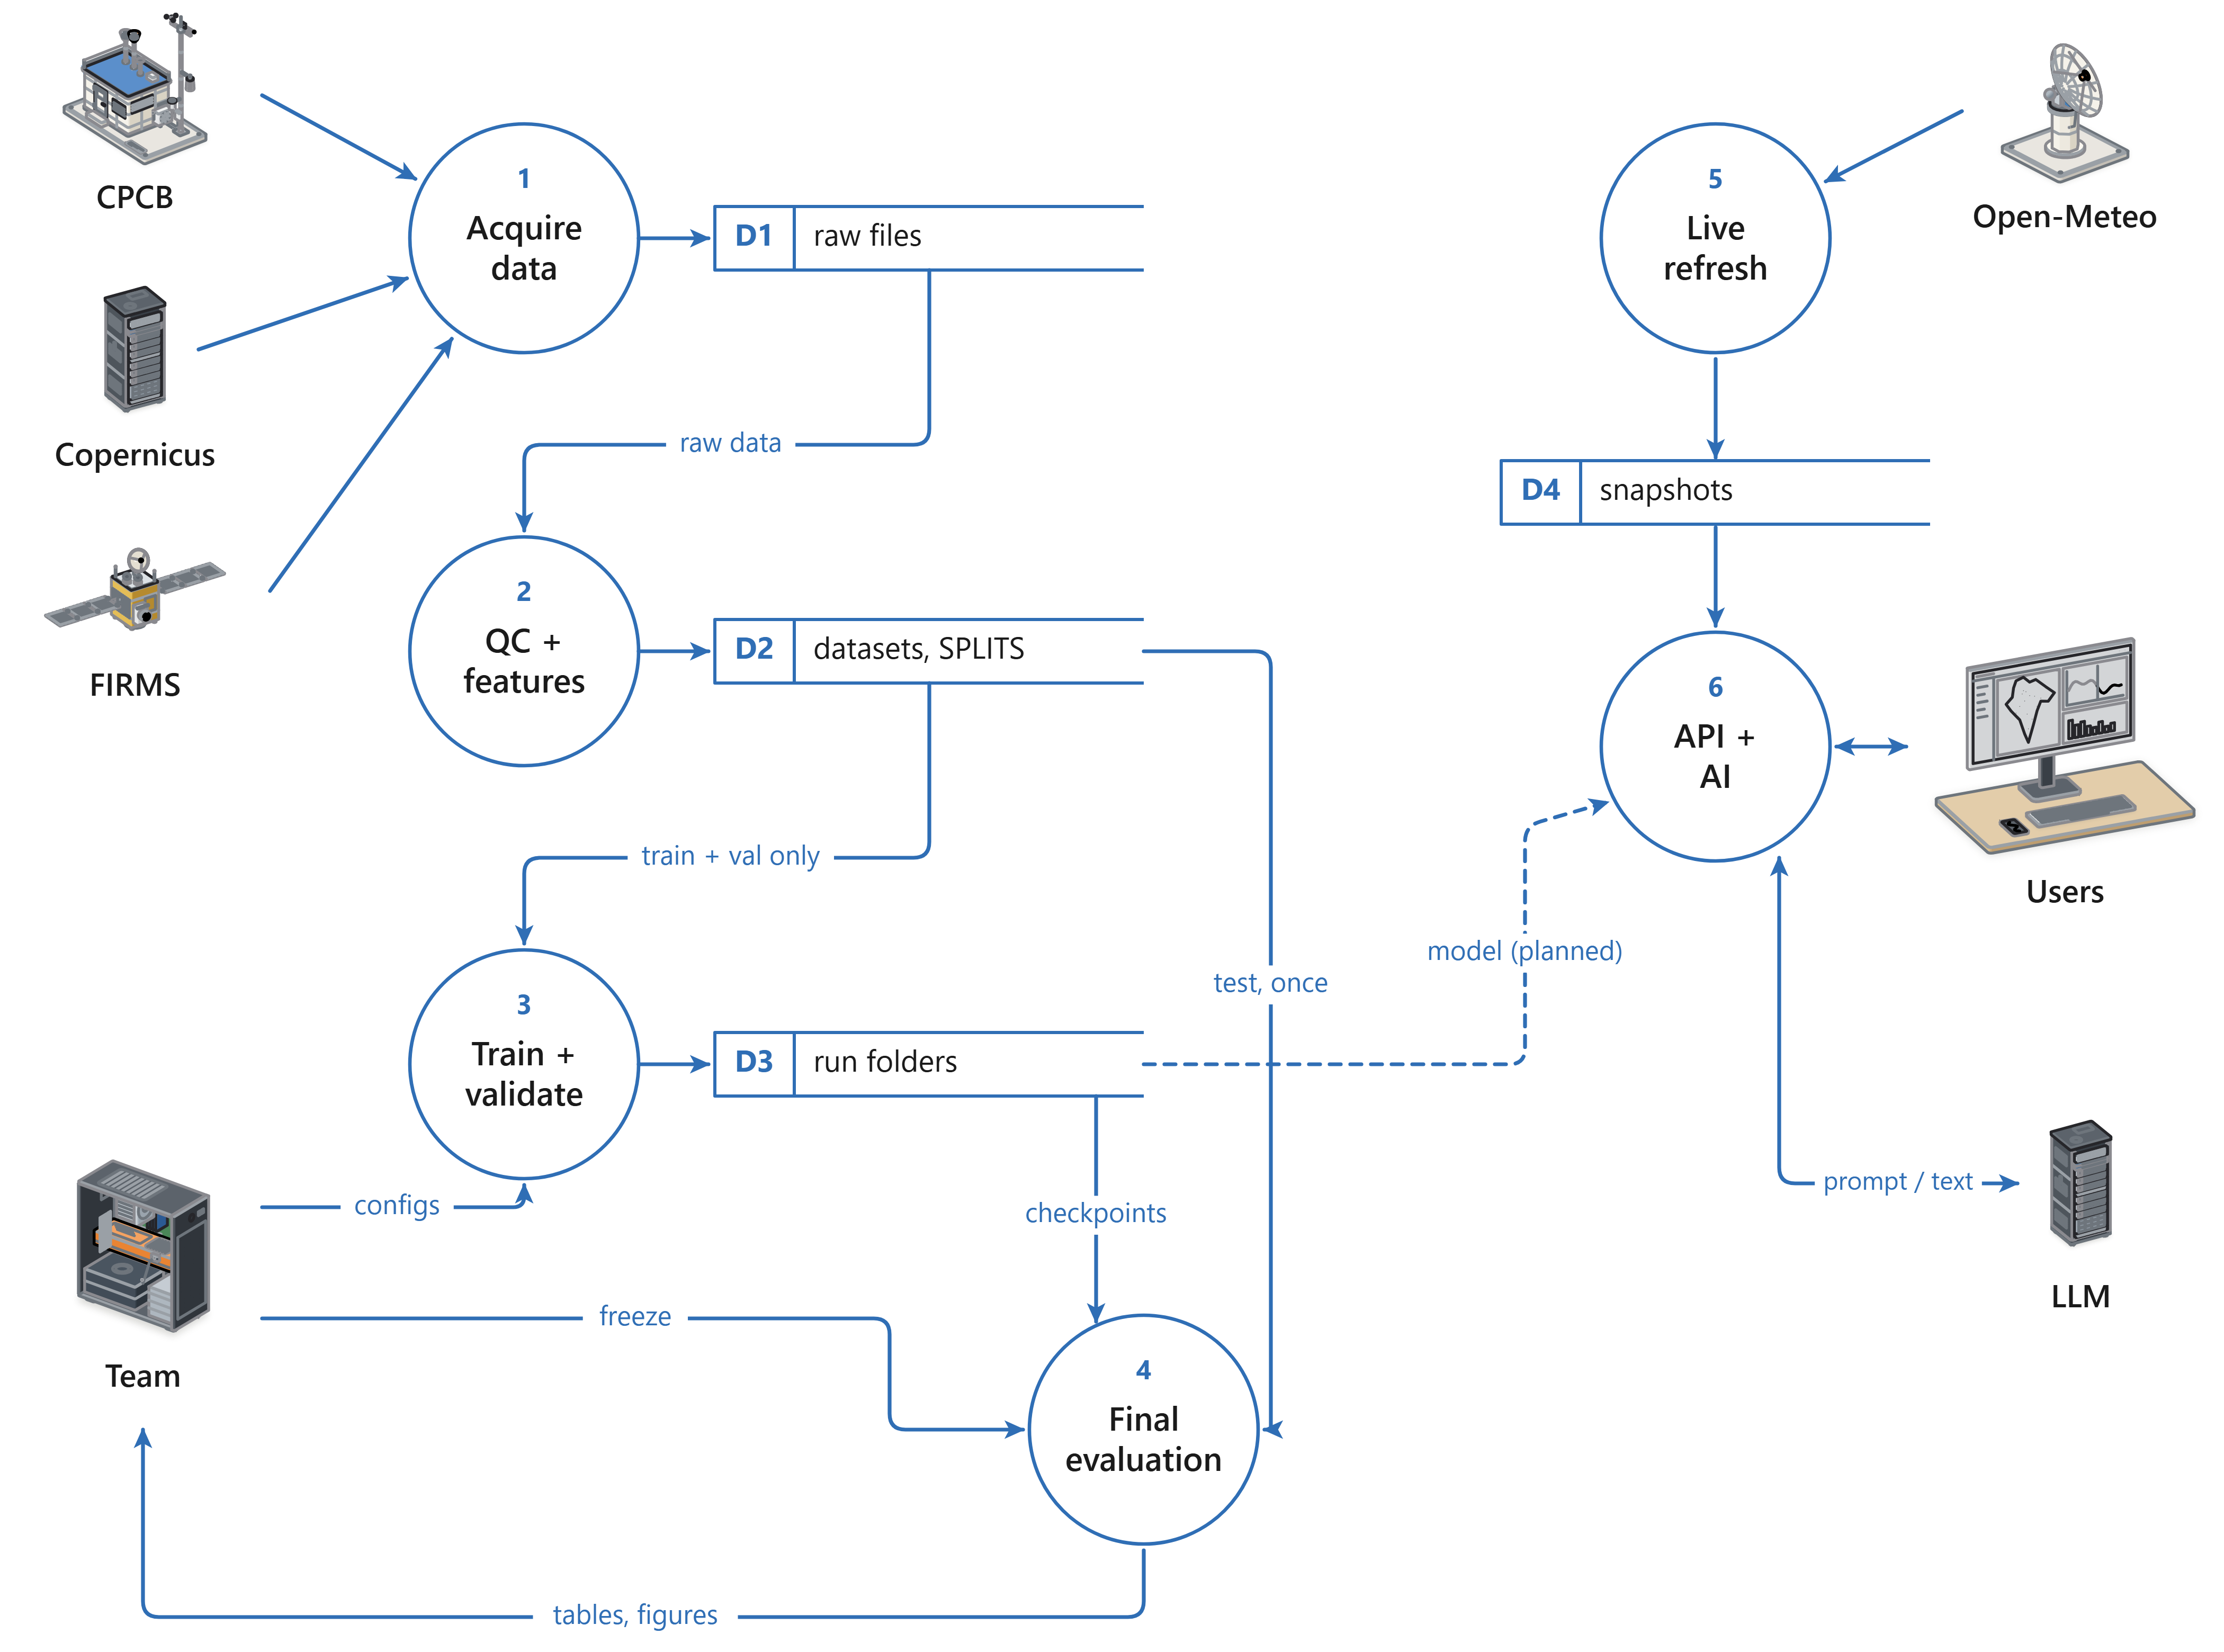 CPCB
1
Acquire
data
D1
raw files
Copernicus
raw data
FIRMS
2
QC +
features
D2
datasets, SPLITS
train + val only
test, once
3
Train +
validate
D3
run folders
configs
checkpoints
freeze
Team
4
Final
evaluation
tables, figures
5
Live
refresh
Open-Meteo
D4
snapshots
6
API +
AI
Users
model (planned)
prompt / text
LLM